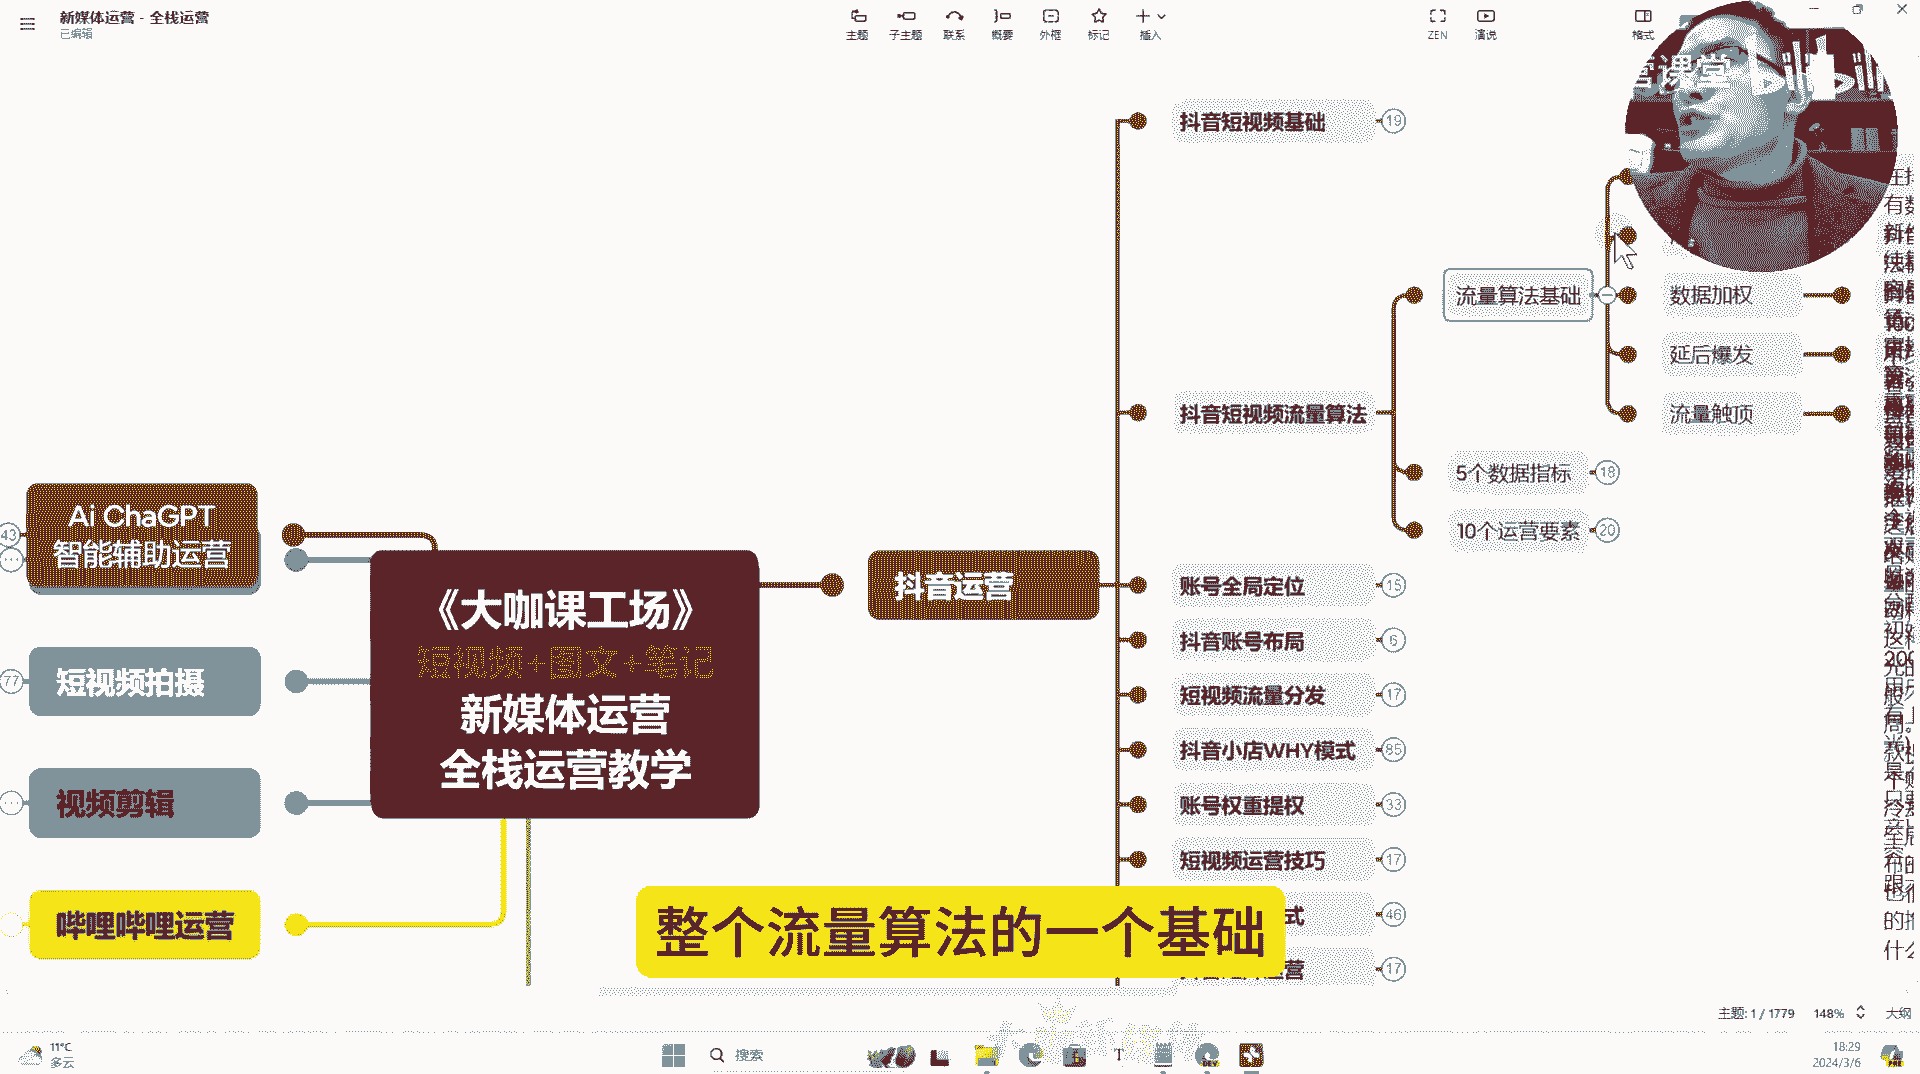 新媒体运营 - 全栈运营
已编辑
主题
子主题
联系
概要
外框
标记
插入
ZEN
演说
格式
营课堂 bilibili
抖音短视频基础
19
流量算法基础
数据加权
延后爆发
流量触顶
抖音短视频流量算法
5个数据指标
18
10个运营要素
20
Ai ChaGPT
智能辅助运营
43
短视频拍摄
77
视频剪辑
哔哩哔哩运营
《大咖课工场》
短视频+图文+笔记
新媒体运营
全栈运营教学
抖音运营
账号全局定位
15
抖音账号布局
6
短视频流量分发
17
抖音小店WHY模式
85
账号权重提权
33
短视频运营技巧
17
式
46
营
17
整个流量算法的一个基础
主题: 1 / 1779
148%
大纲
11°C
多云
搜索
18:29
2024/3/6